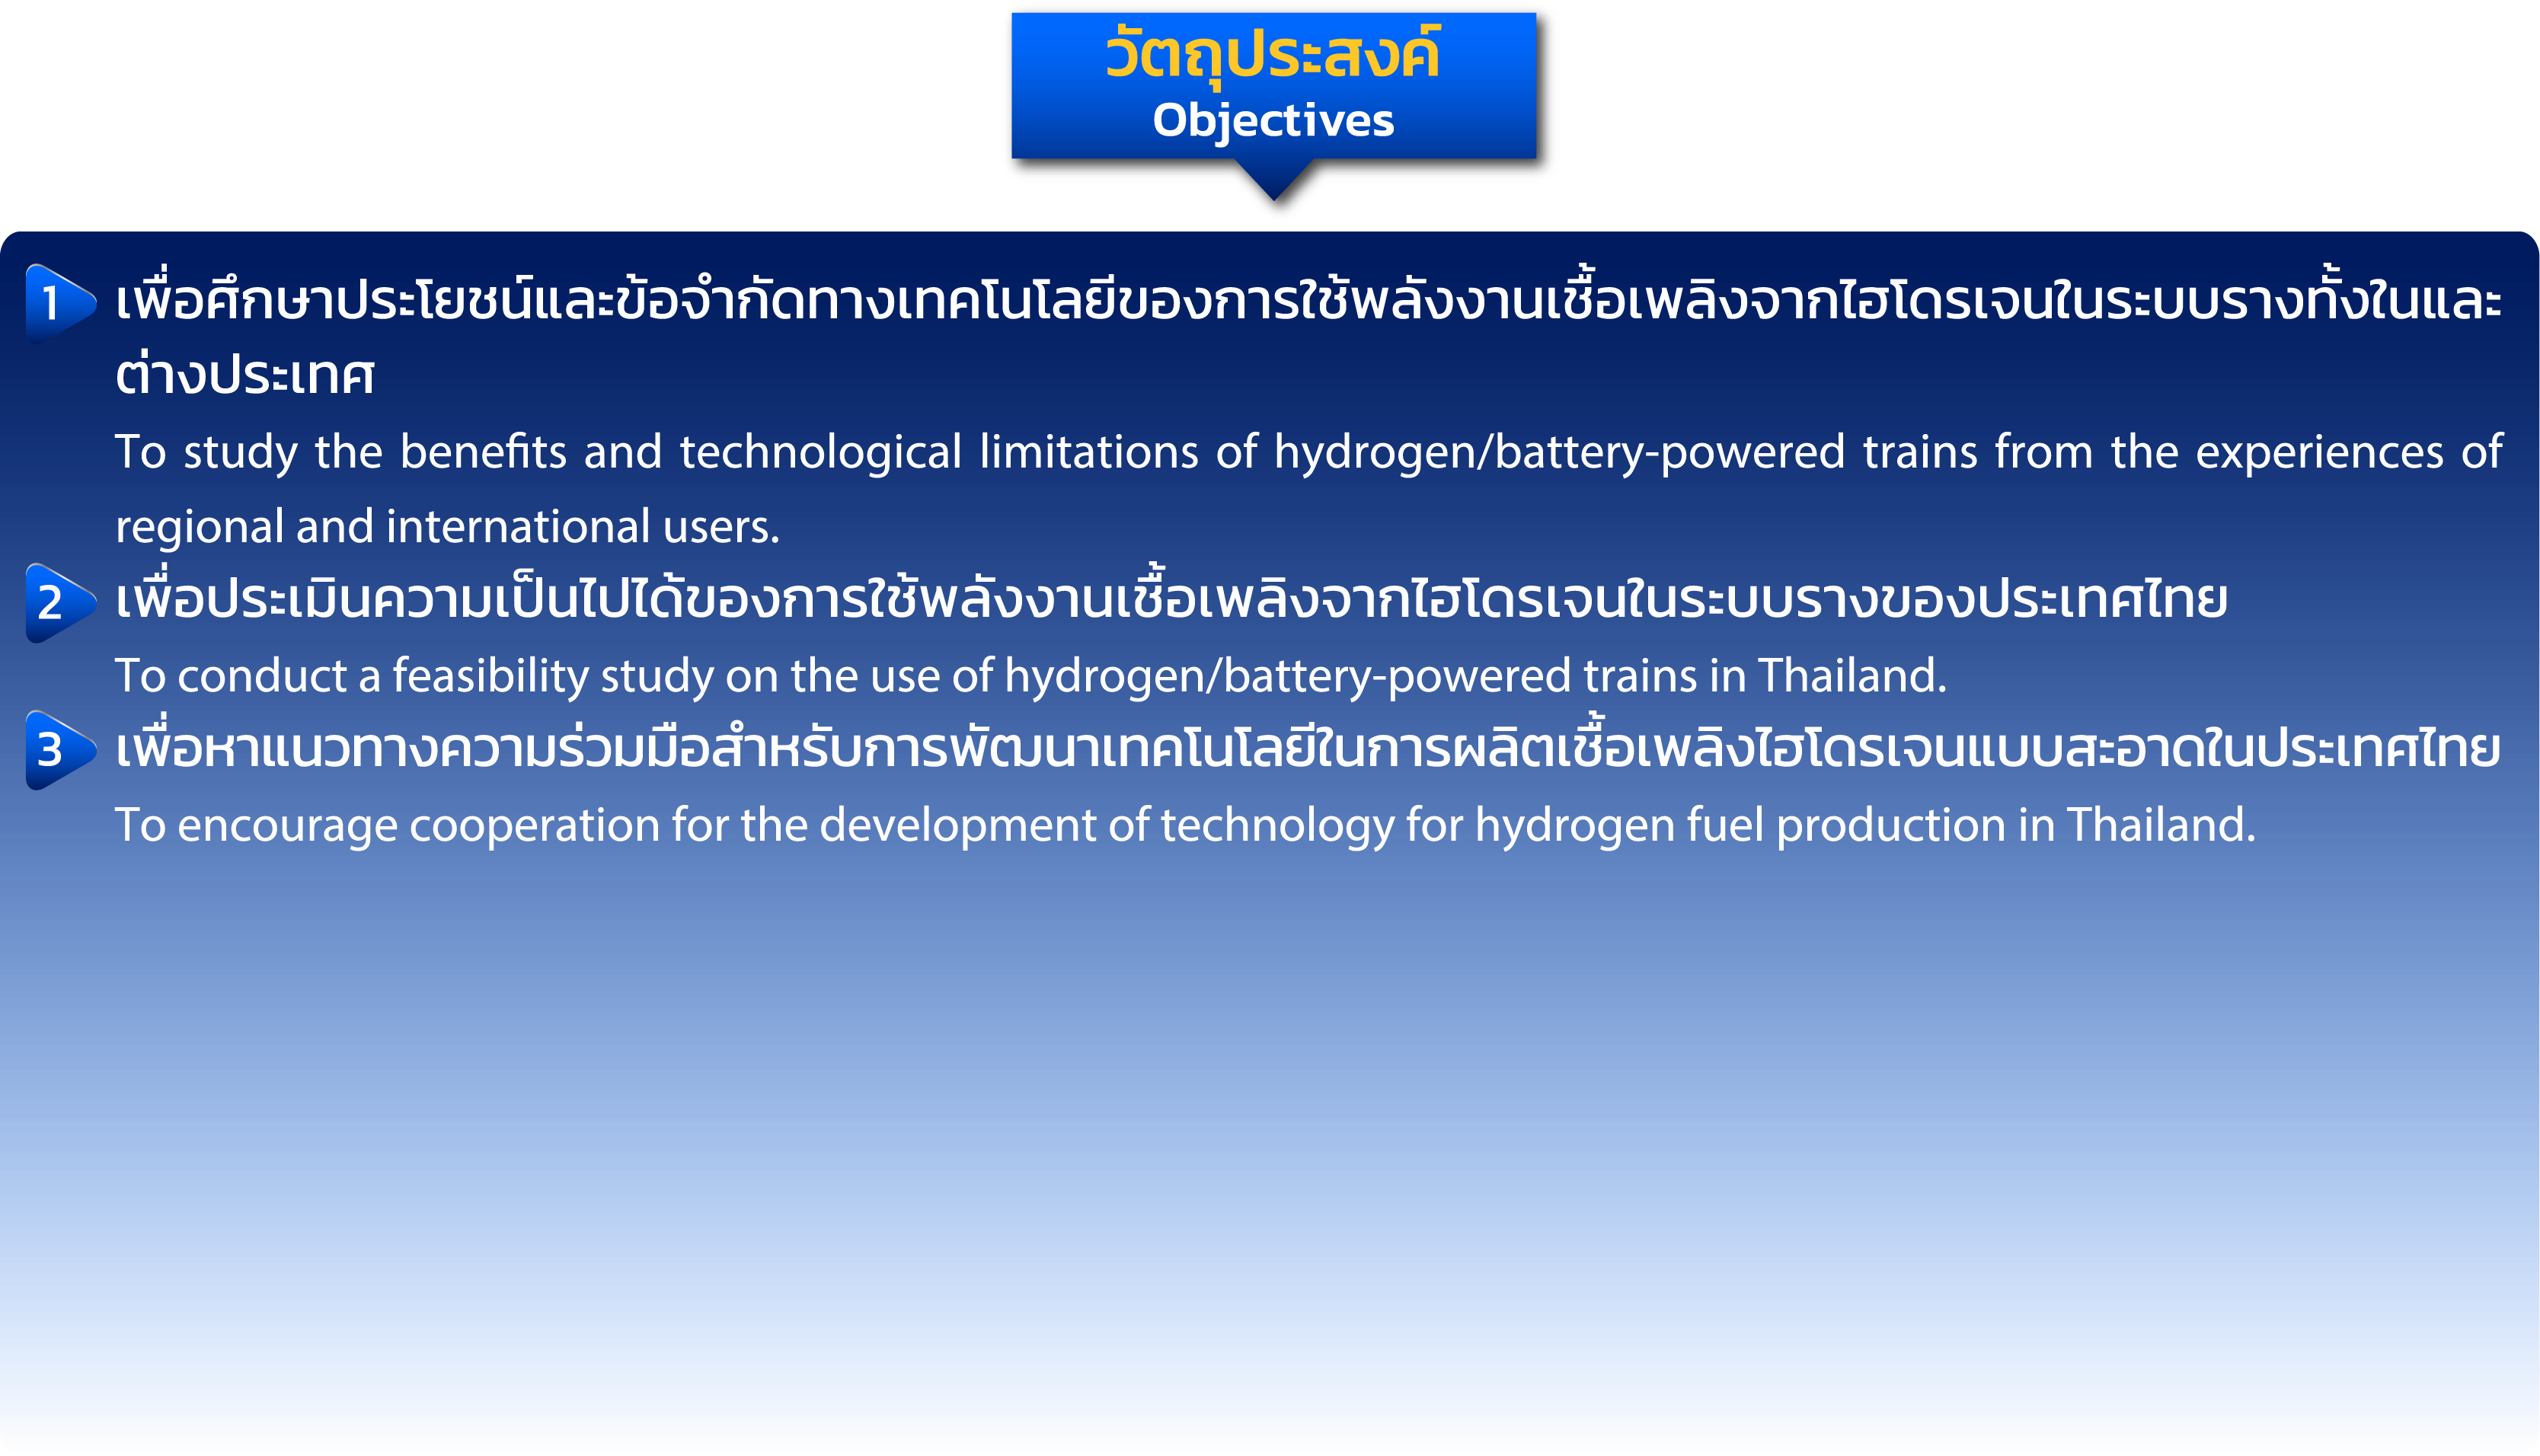 วัตถุประสงค์
Objectives
1 เพื่อศึกษาประโยชน์และข้อจำกัดทางเทคโนโลยีของการใช้พลังงานเชื้อเพลิงจากไฮโดรเจนในระบบรางทั้งในและ
ต่างประเทศ
To study the benefits and technological limitations of hydrogen/battery-powered trains from the experiences of
regional and international users.
2 เพื่อประเมินความเป็นไปได้ของการใช้พลังงานเชื้อเพลิงจากไฮโดรเจนในระบบรางของประเทศไทย
To conduct a feasibility study on the use of hydrogen/battery-powered trains in Thailand.
3 เพื่อหาแนวทางความร่วมมือสำหรับการพัฒนาเทคโนโลยีในการผลิตเชื้อเพลิงไฮโดรเจนแบบสะอาดในประเทศไทย
To encourage cooperation for the development of technology for hydrogen fuel production in Thailand.